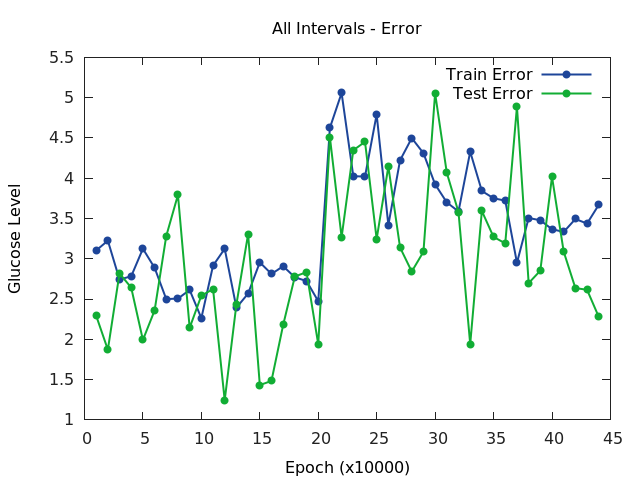 All Intervals - Error
Train Error
Test Error
5.5
5
4.5
4
3.5
3
2.5
2
1.5
1
0 5 10 15 20 25 30 35 40 45
Glucose Level
Epoch (x10000)